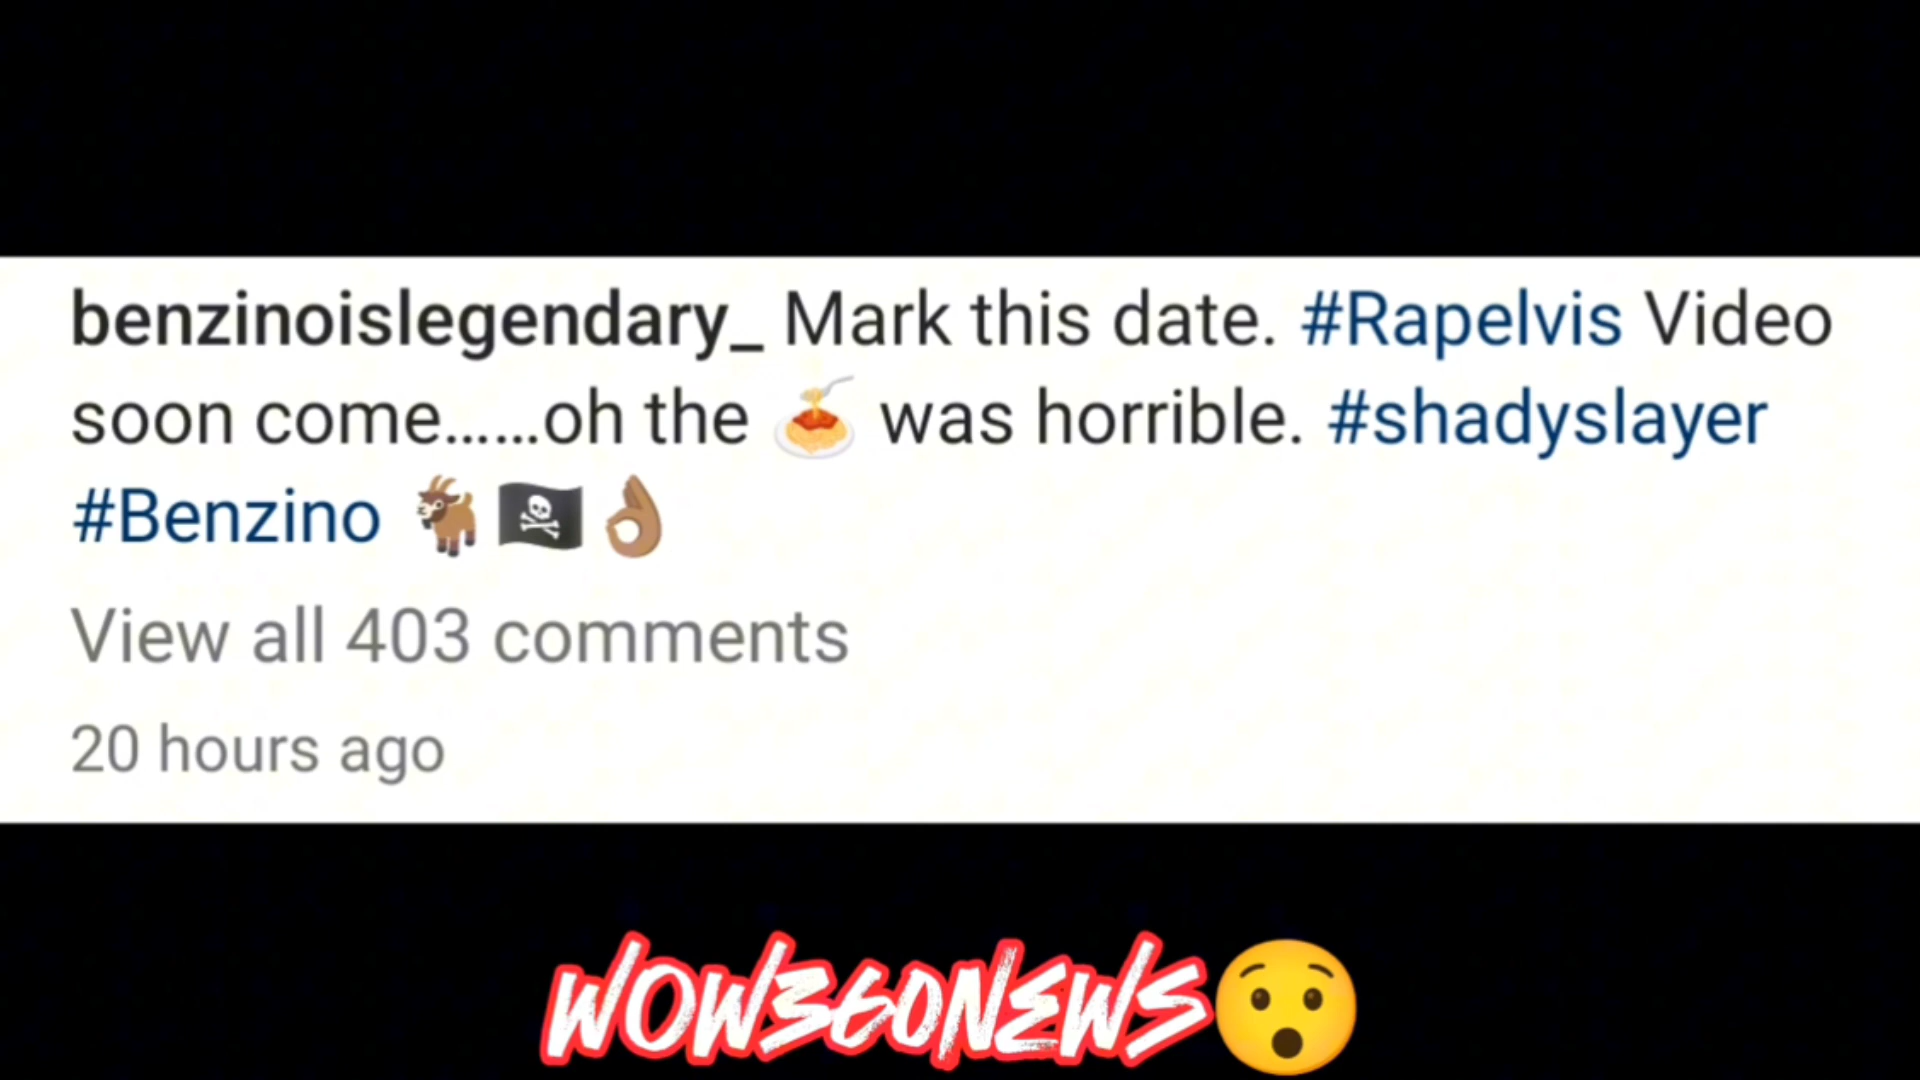 benzinoislegendary_ Mark this date. #Rapelvis Video
soon come......oh the 🍝 was horrible. #shadyslayer
#Benzino 🐐🏴‍☠️👌🏽
View all 403 comments
20 hours ago
WOW360NEWS😯